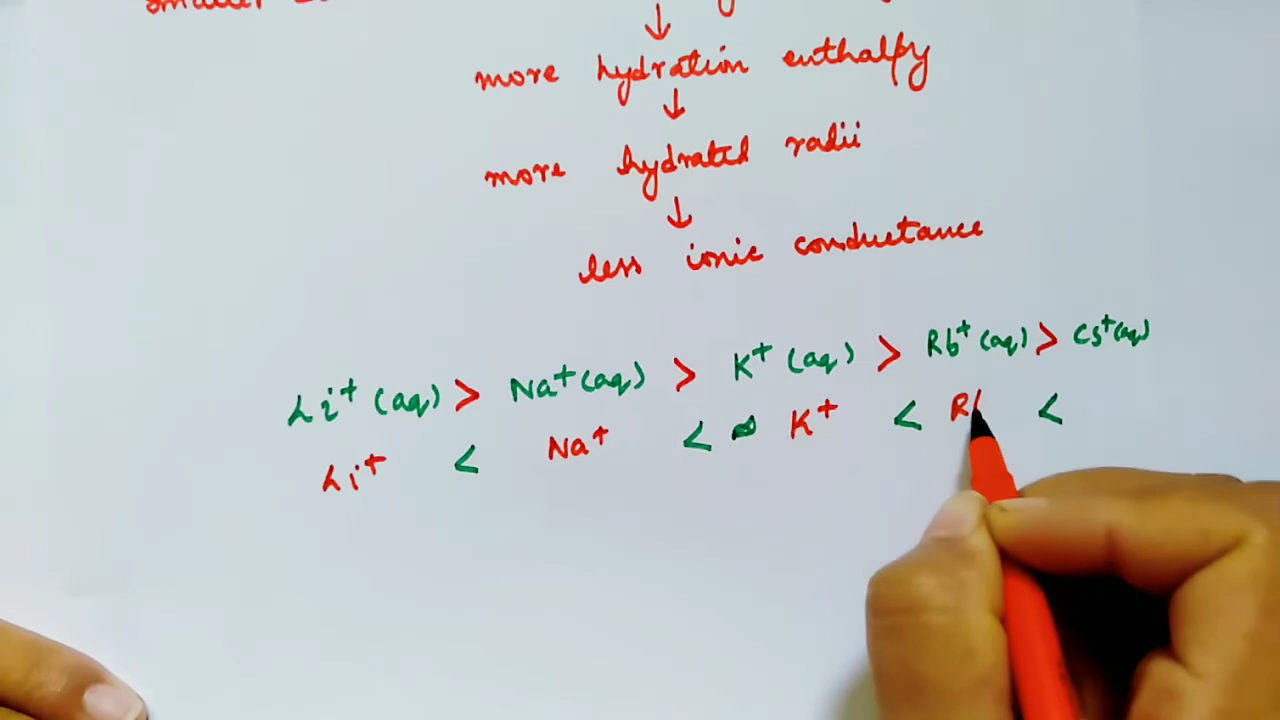 smaller
↓
more hydration enthalpy
↓
more hydrated radii
↓
less ionic conductance
Li⁺ (aq) > Na⁺ (aq) > K⁺ (aq) > Rb⁺ (aq) > Cs⁺ (aq)
Li⁺ < Na⁺ < K⁺ < R <